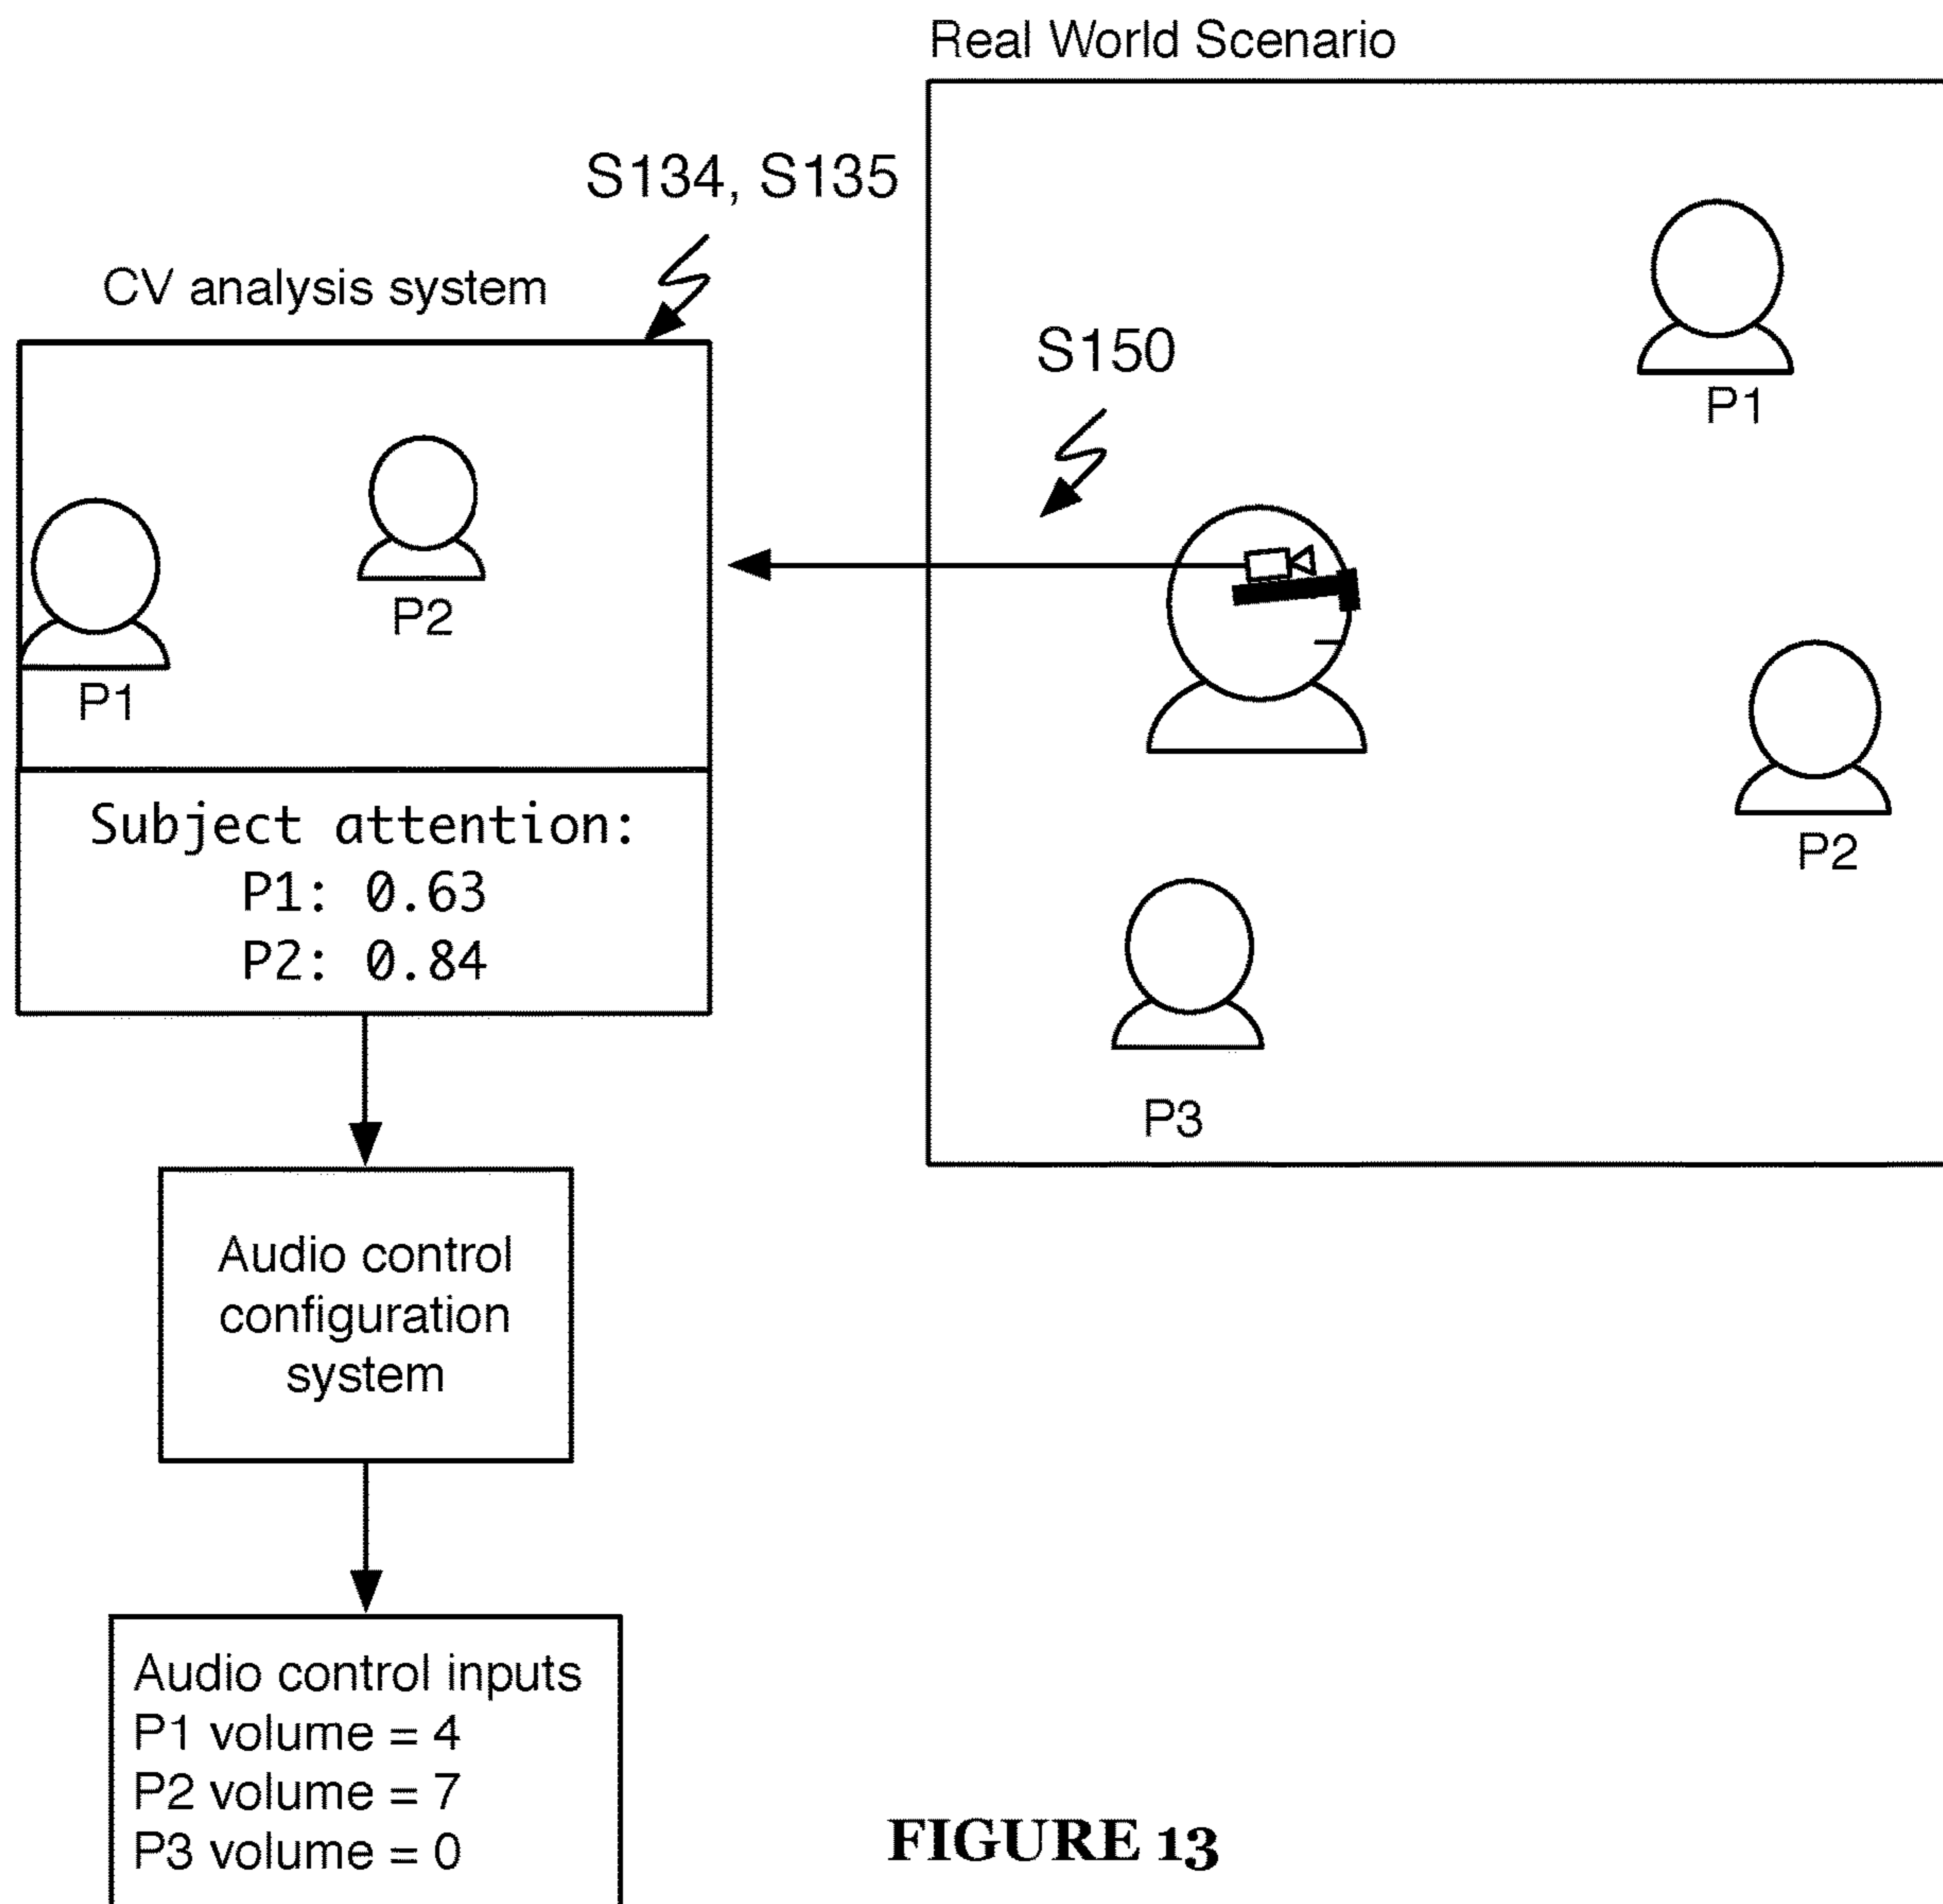 Real World Scenario
S134, S135
CV analysis system
S150
P1
P2
P1
P2
P3
Subject attention:
P1: 0.63
P2: 0.84
Audio control
configuration
system
Audio control inputs
P1 volume = 4
P2 volume = 7
P3 volume = 0
FIGURE 13